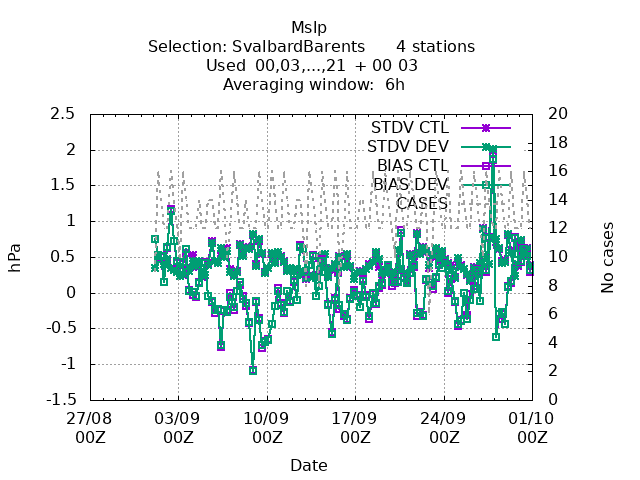 Mslp
Selection: SvalbardBarents 4 stations
Used 00,03,...,21 + 00 03
Averaging window: 6h
STDV CTL
STDV DEV
BIAS CTL
BIAS DEV
CASES
hPa
2.5
2
1.5
1
0.5
0
-0.5
-1
-1.5
20
18
16
14
12
10
8
6
4
2
0
No cases
27/08 03/09 10/09 17/09 24/09 01/10
00Z 00Z 00Z 00Z 00Z 00Z
Date